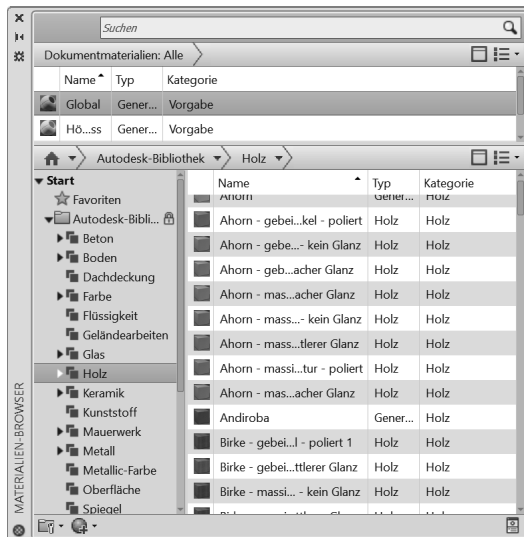 Suchen
Dokumentmaterialien: Alle
Name Typ Kategorie
Global Gener... Vorgabe
Hö...ss Gener... Vorgabe
Autodesk-Bibliothek Holz
Start
Favoriten
Autodesk-Bibli...
Beton
Boden
Dachdeckung
Farbe
Flüssigkeit
Geländearbeiten
Glas
Holz
Keramik
Kunststoff
Mauerwerk
Metall
Metallic-Farbe
Oberfläche
Spiegel
Name Typ Kategorie
Ahorn Gener... Holz
Ahorn - gebei...kel - poliert Holz Holz
Ahorn - gebe...- kein Glanz Holz Holz
Ahorn - geb...acher Glanz Holz Holz
Ahorn - mas...acher Glanz Holz Holz
Ahorn - mass...- kein Glanz Holz Holz
Ahorn - mass...tlerer Glanz Holz Holz
Ahorn - massi...tur - poliert Holz Holz
Ahorn - mas...acher Glanz Holz Holz
Andiroba Gener... Holz
Birke - gebei...l - poliert 1 Holz Holz
Birke - gebei...ttlerer Glanz Holz Holz
Birke - massi... - kein Glanz Holz Holz
MATERIALIEN-BROWSER